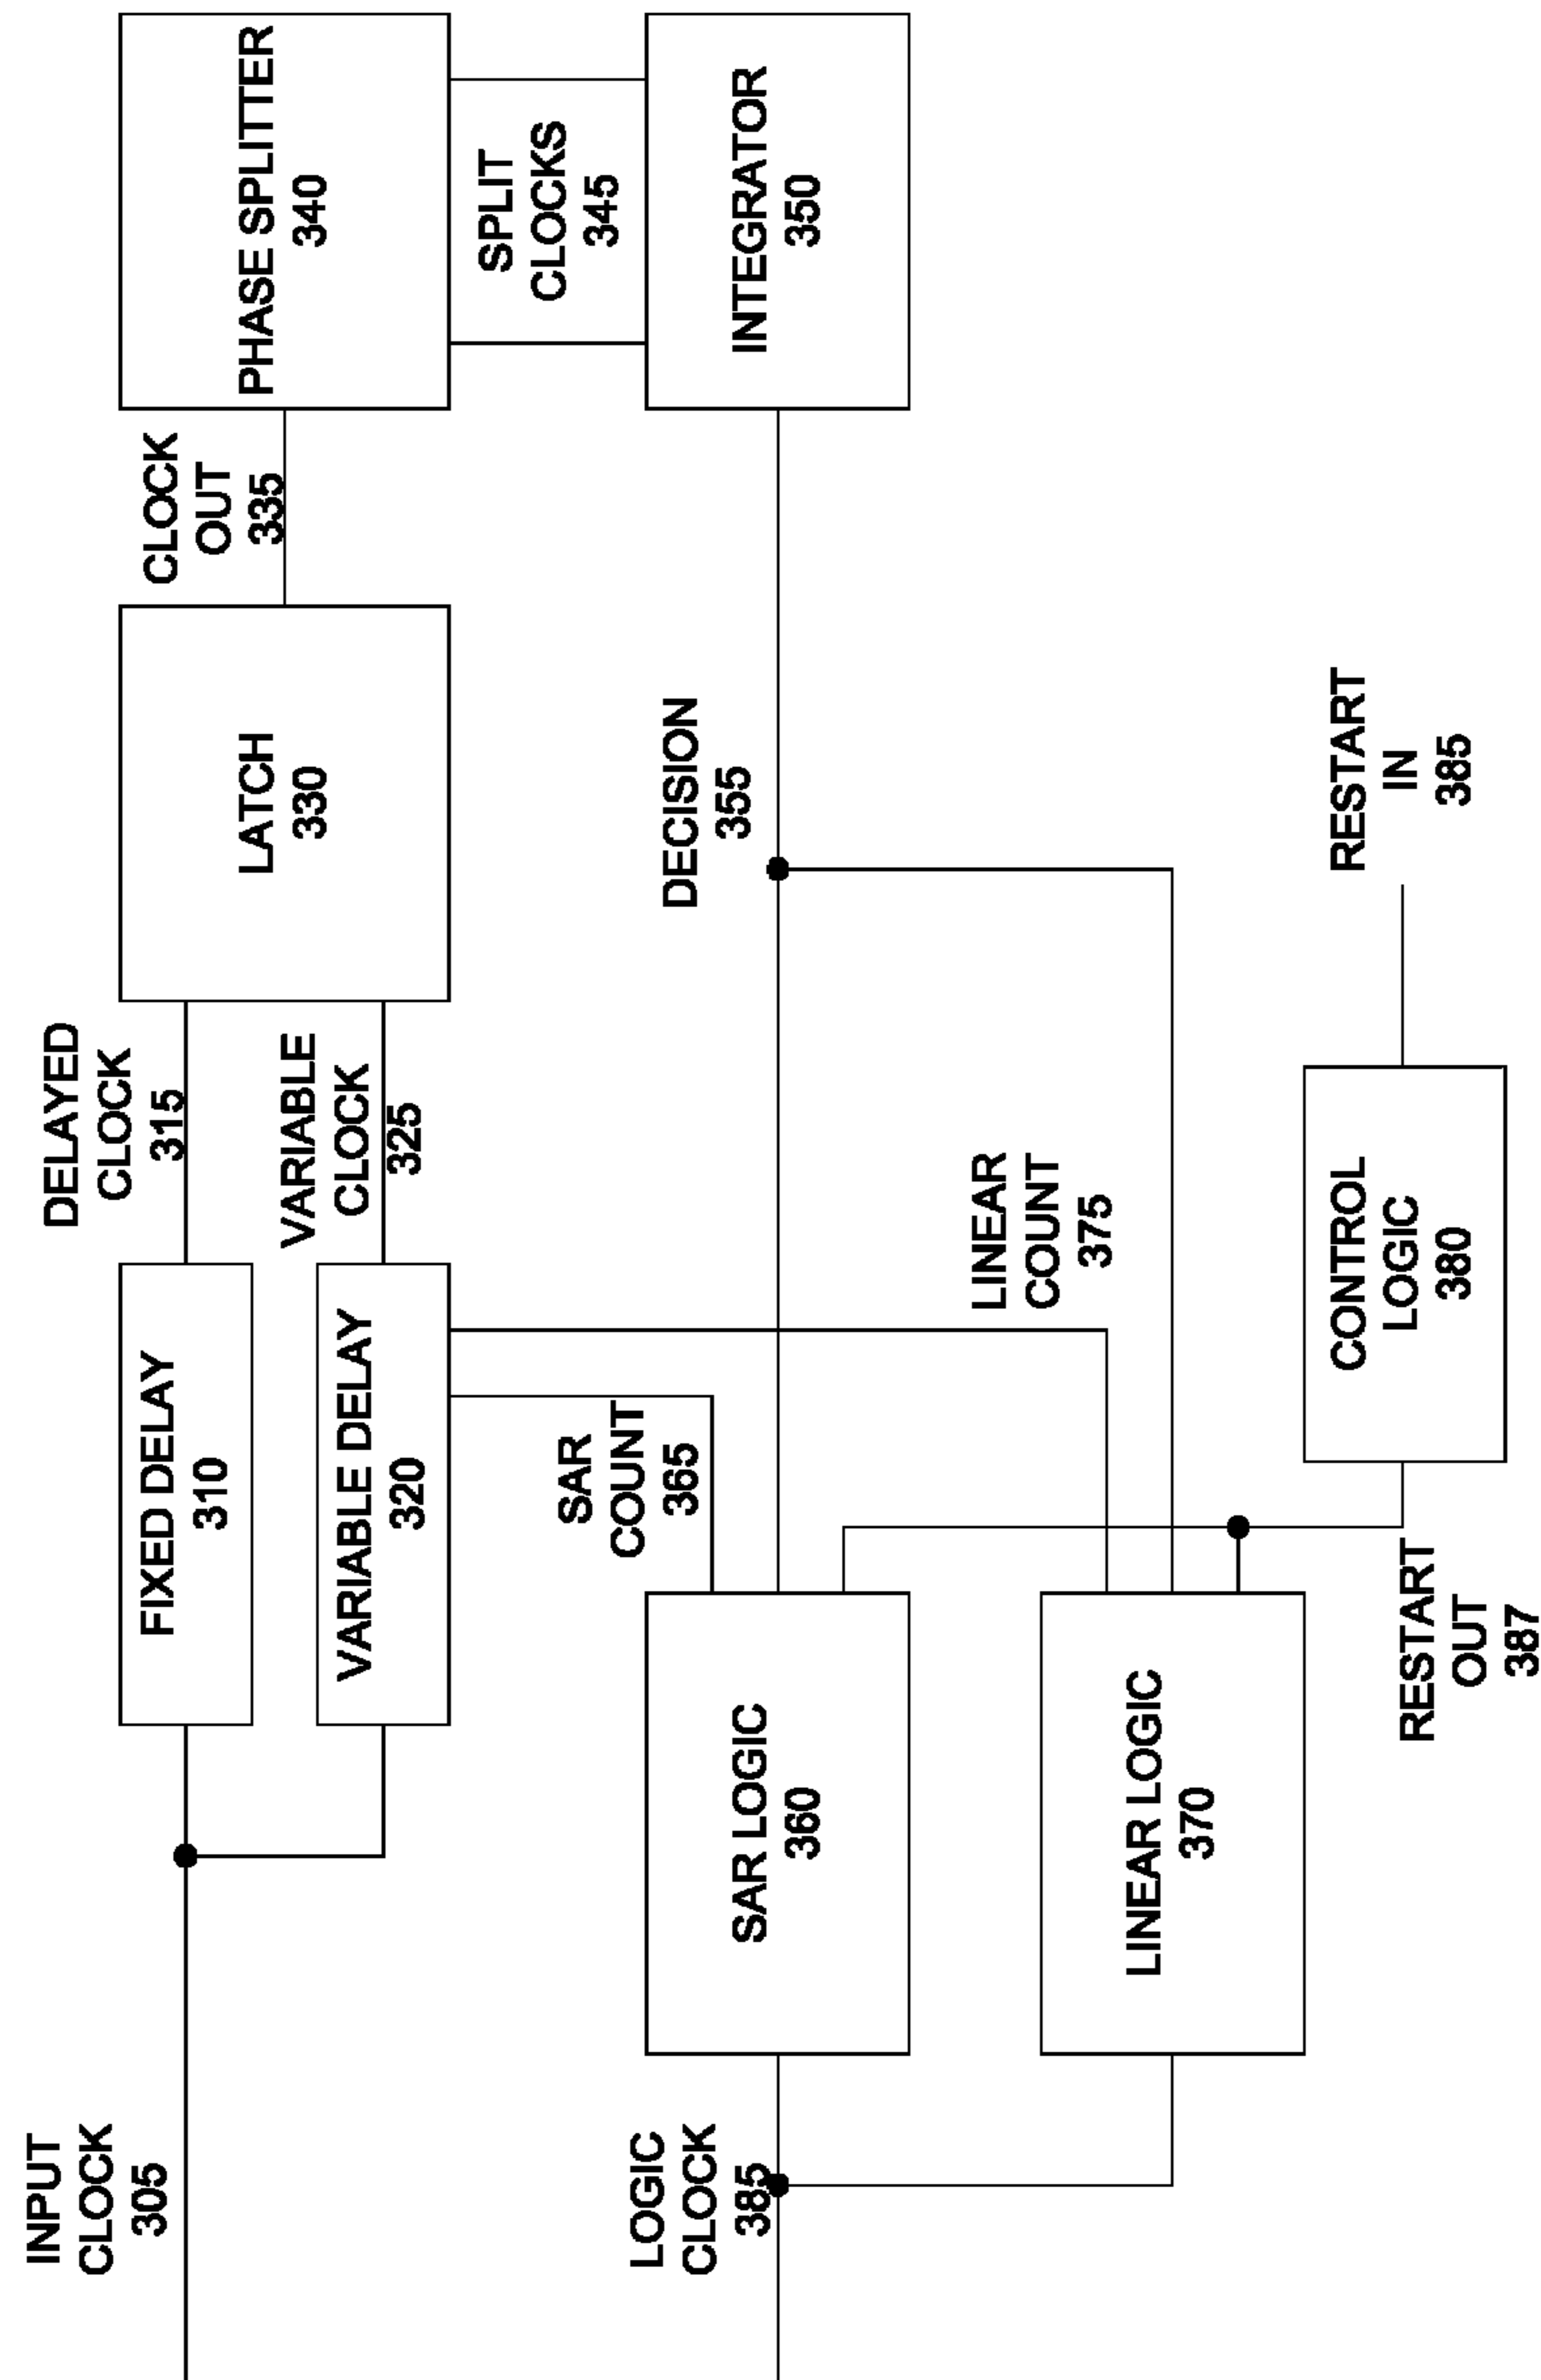 INPUT
CLOCK
305
FIXED DELAY
310
DELAYED
CLOCK
315
VARIABLE DELAY
320
VARIABLE
CLOCK
325
LATCH
330
CLOCK
OUT
335
PHASE SPLITTER
340
SPLIT
CLOCKS
345
INTEGRATOR
350
DECISION
355
SAR
COUNT
365
LOGIC
CLOCK
385
SAR LOGIC
360
LINEAR
COUNT
375
LINEAR LOGIC
370
RESTART
OUT
387
CONTROL
LOGIC
380
RESTART
IN
385